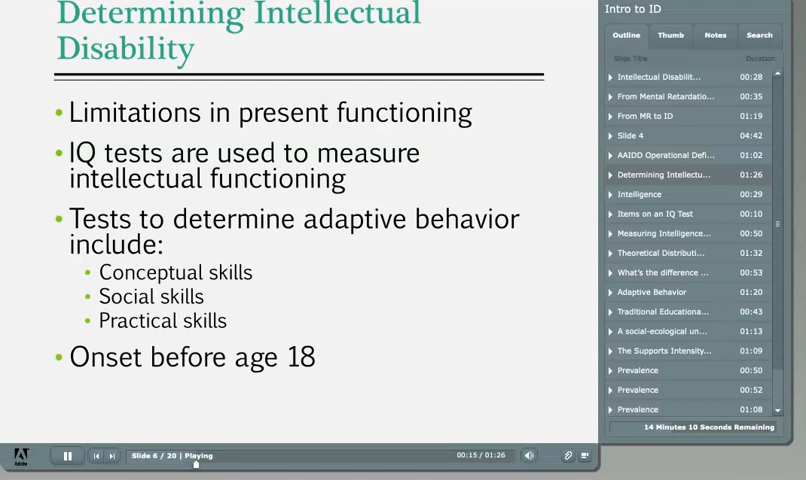 Determining Intellectual
Disability
• Limitations in present functioning
• IQ tests are used to measure
intellectual functioning
• Tests to determine adaptive behavior
include:
• Conceptual skills
• Social skills
• Practical skills
• Onset before age 18
Intro to ID
Outline Thumb Notes Search
Slide Title Duration
Intellectual Disabilit... 00:28
From Mental Retardatio... 00:35
From MR to ID 01:19
Slide 4 04:42
AAIDD Operational Defi... 01:02
Determining Intellectu... 01:26
Intelligence 00:29
Items on an IQ Test 00:10
Measuring Intelligence... 00:50
Theoretical Distributi... 01:32
What's the difference ... 00:53
Adaptive Behavior 01:20
Traditional Educationa... 00:43
A social-ecological un... 01:13
The Supports Intensity... 01:09
Prevalence 00:50
Prevalence 00:52
Prevalence 01:08
14 Minutes 10 Seconds Remaining
Adobe
Slide 6 / 20 | Playing 00:15 / 01:26